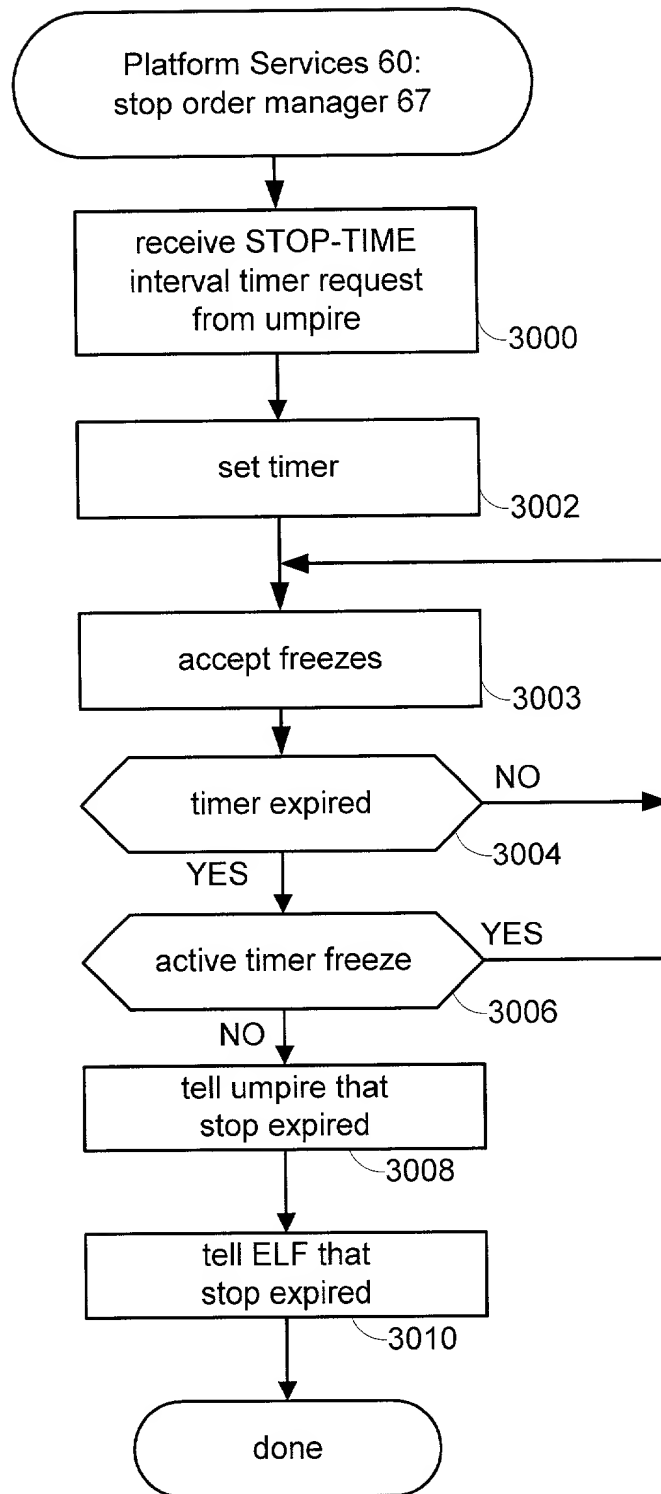 Platform Services 60:
stop order manager 67
receive STOP-TIME
interval timer request
from umpire
3000
set timer
3002
accept freezes
3003
timer expired
NO
3004
YES
active timer freeze
YES
3006
NO
tell umpire that
stop expired
3008
tell ELF that
stop expired
3010
done